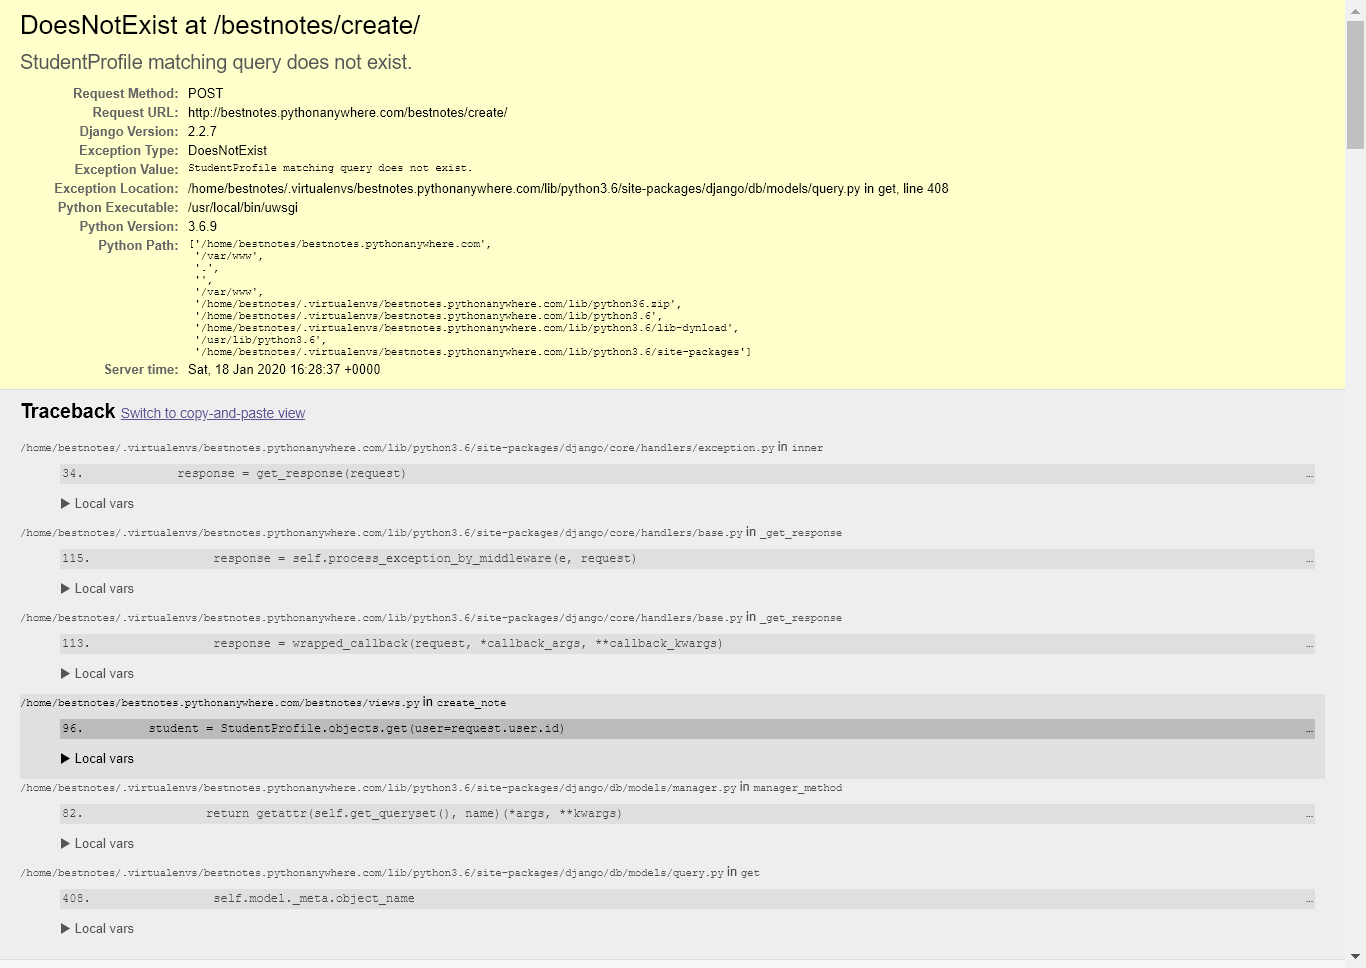 DoesNotExist at /bestnotes/create/
StudentProfile matching query does not exist.
Request Method: POST
Request URL: http://bestnotes.pythonanywhere.com/bestnotes/create/
Django Version: 2.2.7
Exception Type: DoesNotExist
Exception Value: StudentProfile matching query does not exist.
Exception Location: /home/bestnotes/.virtualenvs/bestnotes.pythonanywhere.com/lib/python3.6/site-packages/django/db/models/query.py in get, line 408
Python Executable: /usr/local/bin/uwsgi
Python Version: 3.6.9
Python Path: ['/home/bestnotes/bestnotes.pythonanywhere.com',
'/var/www',
'.',
'',
'/var/www',
'/home/bestnotes/.virtualenvs/bestnotes.pythonanywhere.com/lib/python36.zip',
'/home/bestnotes/.virtualenvs/bestnotes.pythonanywhere.com/lib/python3.6',
'/home/bestnotes/.virtualenvs/bestnotes.pythonanywhere.com/lib/python3.6/lib-dynload',
'/usr/lib/python3.6',
'/home/bestnotes/.virtualenvs/bestnotes.pythonanywhere.com/lib/python3.6/site-packages']
Server time: Sat, 18 Jan 2020 16:28:37 +0000
Traceback Switch to copy-and-paste view
/home/bestnotes/.virtualenvs/bestnotes.pythonanywhere.com/lib/python3.6/site-packages/django/core/handlers/exception.py in inner
34. response = get_response(request) …
▶ Local vars
/home/bestnotes/.virtualenvs/bestnotes.pythonanywhere.com/lib/python3.6/site-packages/django/core/handlers/base.py in _get_response
115. response = self.process_exception_by_middleware(e, request) …
▶ Local vars
/home/bestnotes/.virtualenvs/bestnotes.pythonanywhere.com/lib/python3.6/site-packages/django/core/handlers/base.py in _get_response
113. response = wrapped_callback(request, *callback_args, **callback_kwargs) …
▶ Local vars
/home/bestnotes/bestnotes.pythonanywhere.com/bestnotes/views.py in create_note
96. student = StudentProfile.objects.get(user=request.user.id) …
▶ Local vars
/home/bestnotes/.virtualenvs/bestnotes.pythonanywhere.com/lib/python3.6/site-packages/django/db/models/manager.py in manager_method
82. return getattr(self.get_queryset(), name)(*args, **kwargs) …
▶ Local vars
/home/bestnotes/.virtualenvs/bestnotes.pythonanywhere.com/lib/python3.6/site-packages/django/db/models/query.py in get
408. self.model._meta.object_name …
▶ Local vars